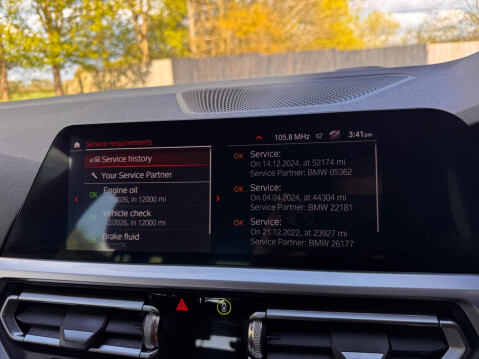 Service requirements
105.8 MHz 3:41pm
Service history
Your Service Partner
OK Engine oil
2026, in 12000 mi
Vehicle check
2026, in 12000 mi
Brake fluid
OK Service:
On 14.12.2024, at 52174 mi
Service Partner: BMW 05362
OK Service:
On 04.04.2024, at 44304 mi
Service Partner: BMW 22181
OK Service:
On 21.12.2022, at 23927 mi
Service Partner: BMW 26177